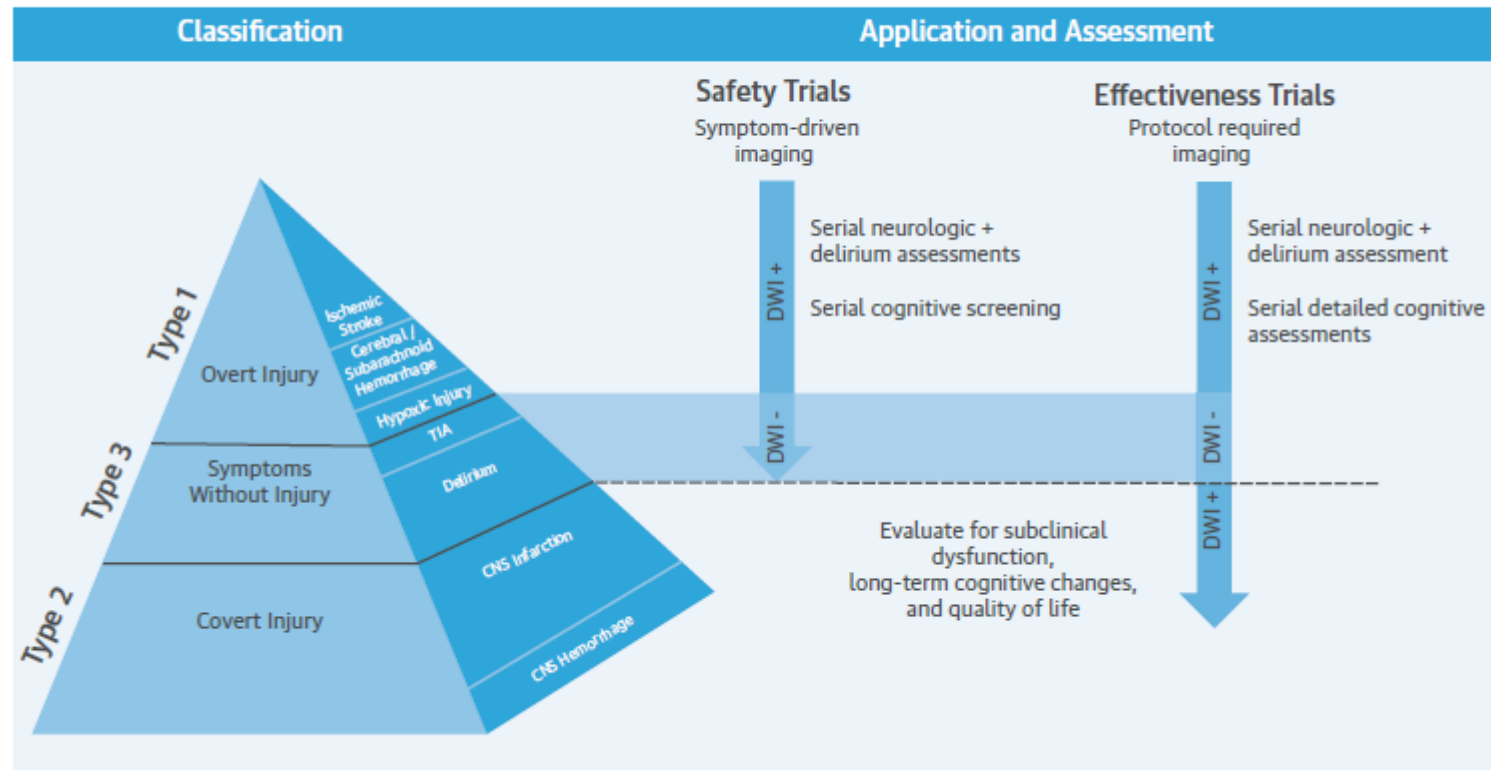 Classification
Application and Assessment
Safety Trials
Symptom-driven
imaging
Effectiveness Trials
Protocol required
imaging
Type 1
Overt Injury
Type 3
Symptoms
Without Injury
Type 2
Covert Injury
Ischemic
Stroke
Cerebral /
Subarachnoid
Hemorrhage
Hypoxic Injury
TIA
Delirium
CNS Infarction
CNS Hemorrhage
DWI +
DWI -
Serial neurologic +
delirium assessments
Serial cognitive screening
DWI +
DWI -
DWI +
Serial neurologic +
delirium assessment
Serial detailed cognitive
assessments
Evaluate for subclinical
dysfunction,
long-term cognitive changes,
and quality of life